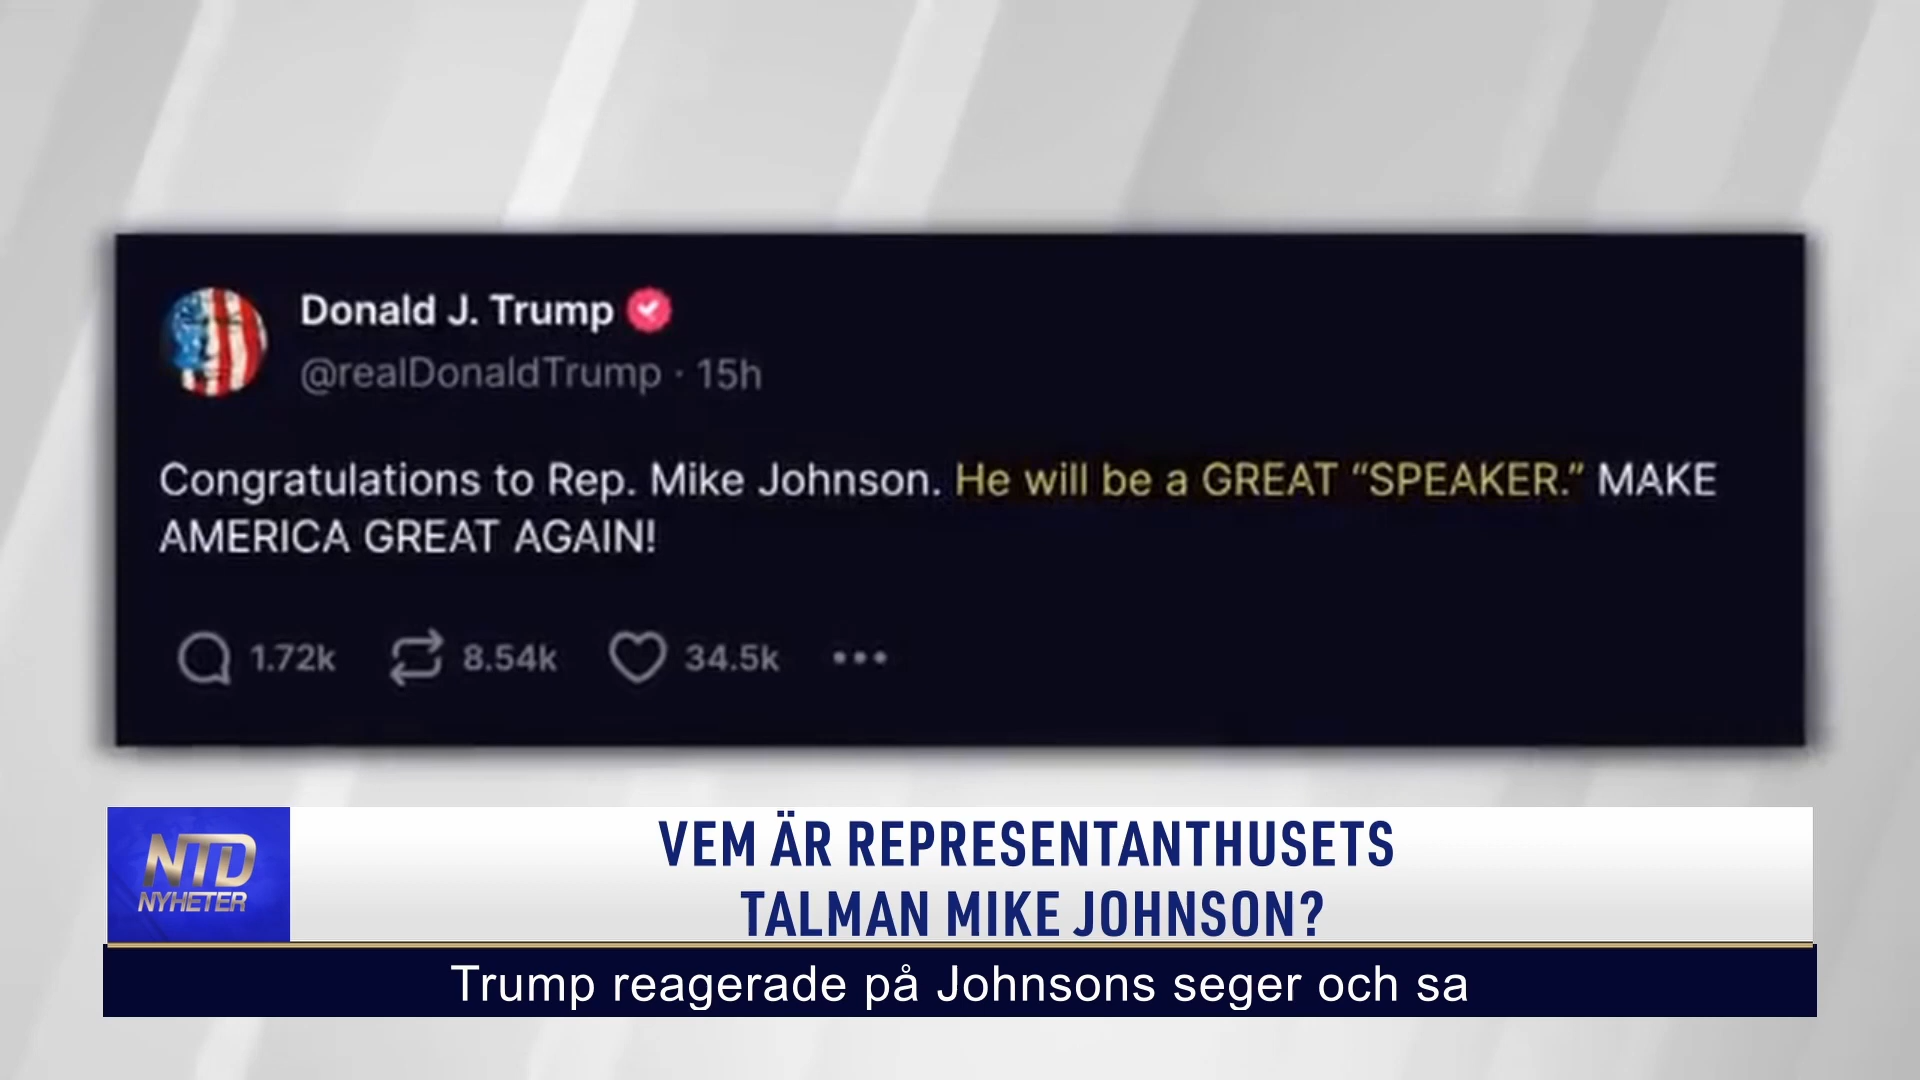 Donald J. Trump
@realDonaldTrump · 15h
Congratulations to Rep. Mike Johnson. He will be a GREAT “SPEAKER.” MAKE
AMERICA GREAT AGAIN!
1.72k 8.54k 34.5k
NTD
NYHETER
VEM ÄR REPRESENTANTHUSETS
TALMAN MIKE JOHNSON?
Trump reagerade på Johnsons seger och sa